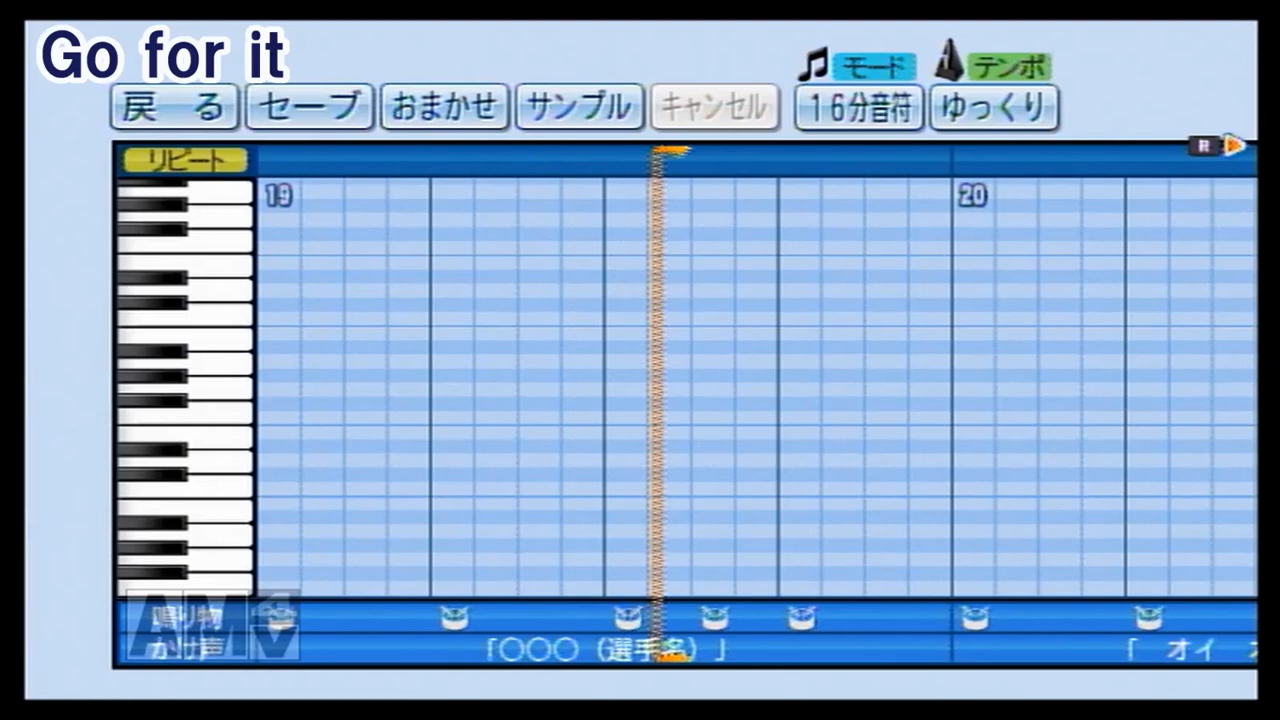 Go for it
モード テンポ
戻 る セーブ おまかせ サンプル キャンセル 16分音符 ゆっくり
R
リピート
19 20
鳴り物
かけ声 「○○○（選手名）」 「 オイ
AMV